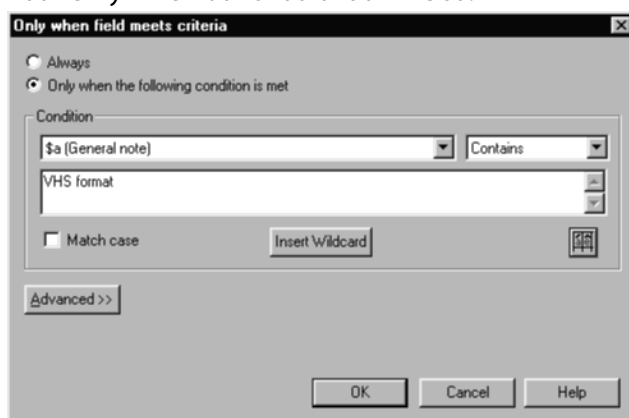 Only when field meets criteria
Always
Only when the following condition is met
Condition
$a (General note) Contains
VHS format
Match case Insert Wildcard
Advanced >>
OK Cancel Help